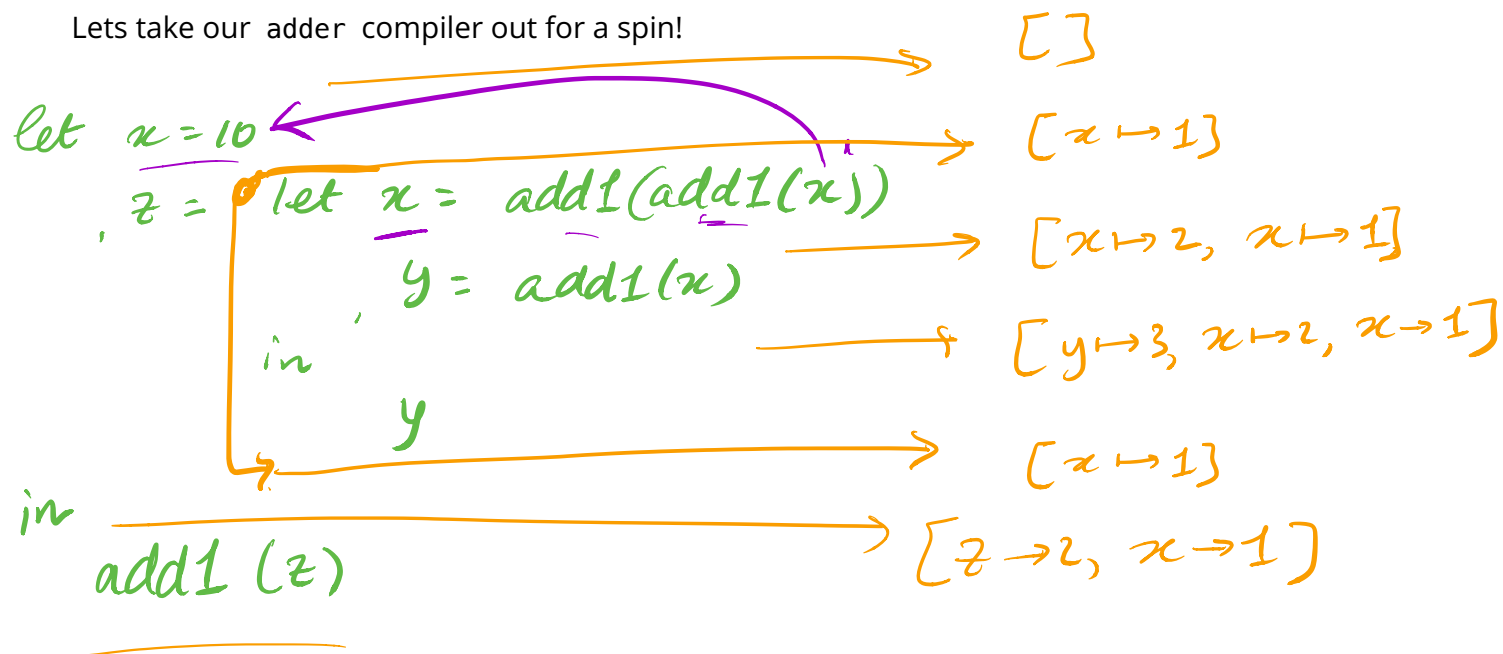 Lets take our adder compiler out for a spin!
[ ]
let x = 10
[x ↦ 1]
, z = let x = add1(add1(x))
[x ↦ 2, x ↦ 1]
, y = add1(x)
in
[y ↦ 3, x ↦ 2, x → 1]
y
[x ↦ 1]
in
[z → 2, x → 1]
add1 (z)